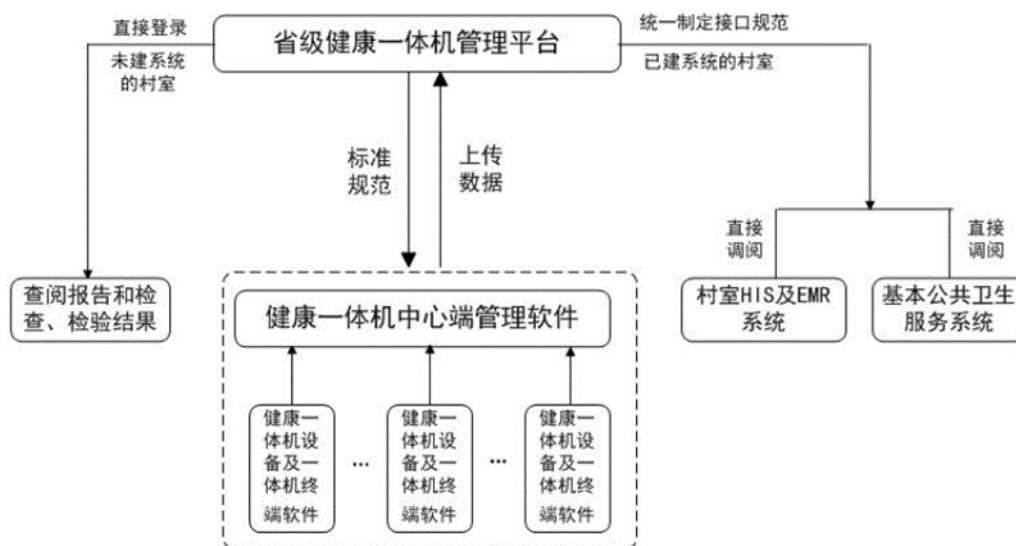 直接登录
未建系统
的村室
省级健康一体机管理平台
统一制定接口规范
已建系统的村室
标准
规范
上传
数据
直接
调阅
直接
调阅
查阅报告和检
查、检验结果
健康一体机中心端管理软件
村室HIS及EMR
系统
基本公共卫生
服务系统
健康一
体机设
备及一
体机终
端软件
...
健康一
体机设
备及一
体机终
端软件
...
健康一
体机设
备及一
体机终
端软件